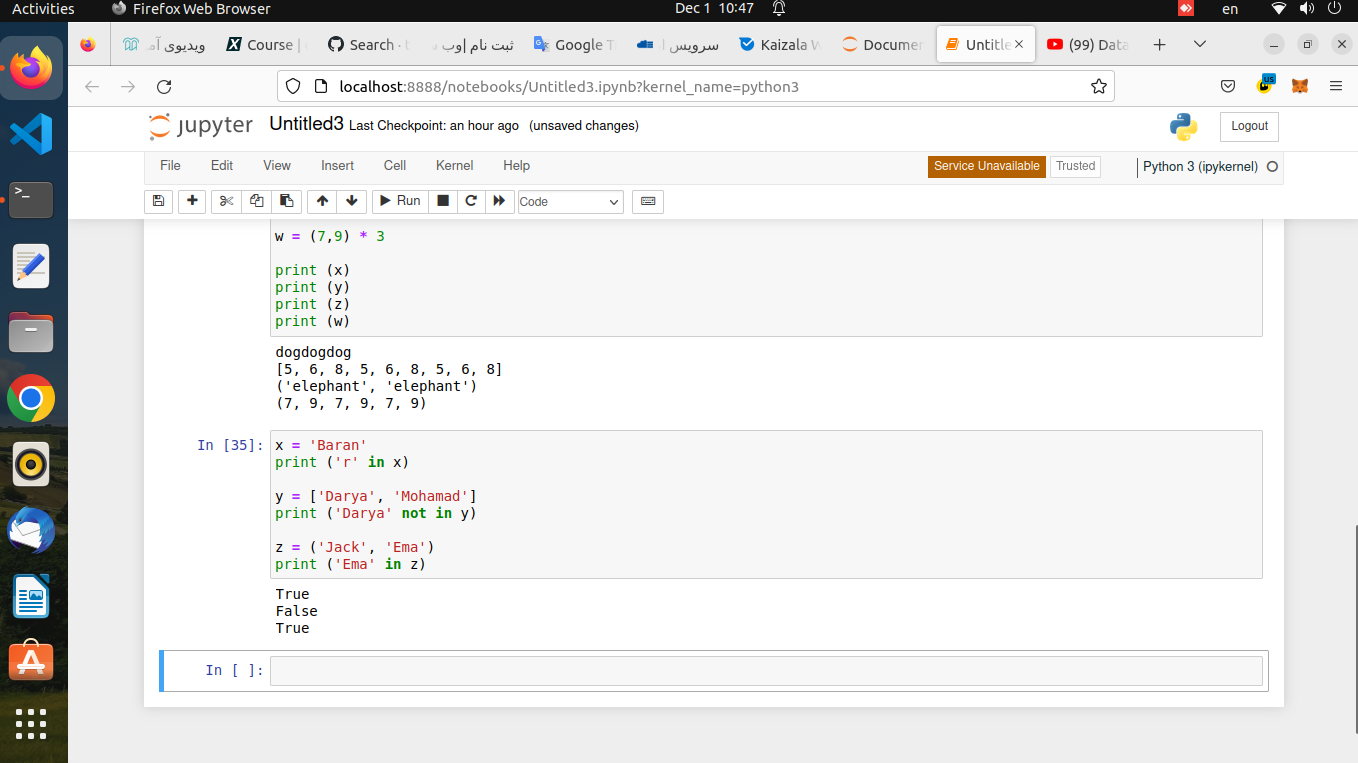 Activities
Firefox Web Browser
Dec 1 10:47
en
ویدیوی
Course
Search
ثبت نام |وب
Google
سرویس
Kaizala
Docume
Untitle
(99) Data
localhost:8888/notebooks/Untitled3.ipynb?kernel_name=python3
us
jupyter Untitled3 Last Checkpoint: an hour ago (unsaved changes)
Logout
File Edit View Insert Cell Kernel Help
Service Unavailable
Trusted
Python 3 (ipykernel)
Run
Code
w = (7,9) * 3
print (x)
print (y)
print (z)
print (w)
dogdogdog
[5, 6, 8, 5, 6, 8, 5, 6, 8]
('elephant', 'elephant')
(7, 9, 7, 9, 7, 9)
In [35]:
x = 'Baran'
print ('r' in x)
y = ['Darya', 'Mohamad']
print ('Darya' not in y)
z = ('Jack', 'Ema')
print ('Ema' in z)
True
False
True
In [ ]: